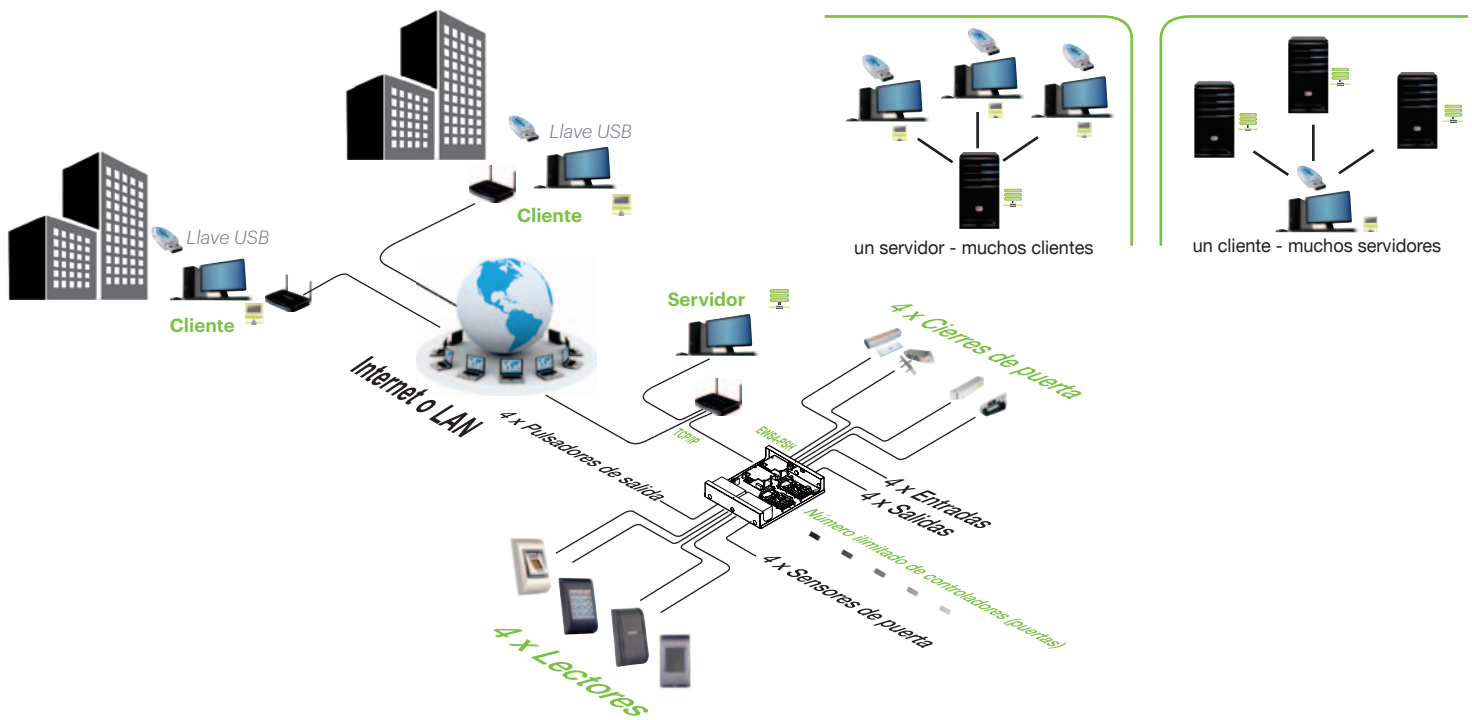 Llave USB
Cliente
Llave USB
Cliente
un servidor - muchos clientes
un cliente - muchos servidores
Servidor
Internet o LAN
TCP/IP
EWS4-PSH
4 x Cierres de puerta
4 x Pulsadores de salida
4 x Entradas
4 x Salidas
Número ilimitado de controladores (puertas)
4 x Sensores de puerta
4 x Lectores